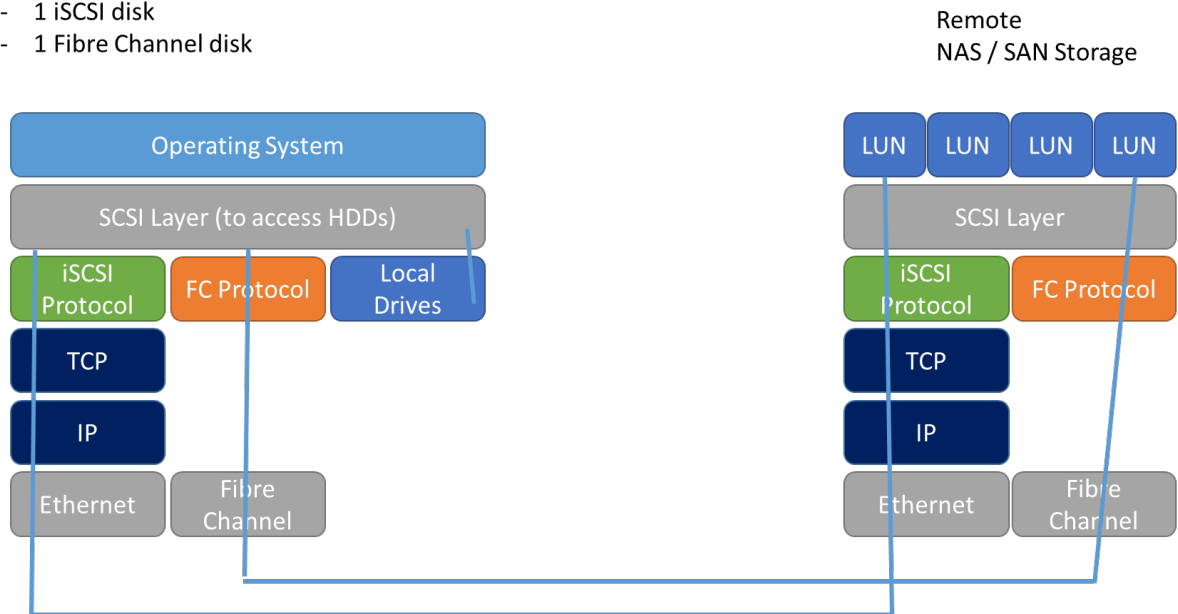 - 1 iSCSI disk
- 1 Fibre Channel disk
Remote
NAS / SAN Storage
Operating System
LUN LUN LUN LUN
SCSI Layer (to access HDDs)
SCSI Layer
iSCSI
Protocol
FC Protocol
Local
Drives
iSCSI
Protocol
FC Protocol
TCP
TCP
IP
IP
Ethernet
Fibre
Channel
Ethernet
Fibre
Channel